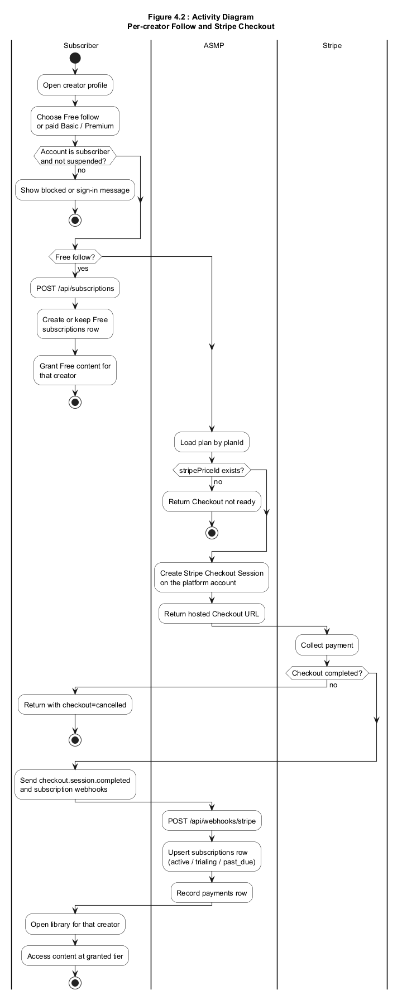 Figure 4.2 : Activity Diagram
Per-creator Follow and Stripe Checkout
Subscriber
ASMP
Stripe
Open creator profile
Choose Free follow
or paid Basic / Premium
Account is subscriber
and not suspended?
no
Show blocked or sign-in message
Free follow?
yes
POST /api/subscriptions
Create or keep Free
subscriptions row
Grant Free content for
that creator
Load plan by planId
stripePriceId exists?
no
Return Checkout not ready
Create Stripe Checkout Session
on the platform account
Return hosted Checkout URL
Collect payment
Checkout completed?
no
Return with checkout=cancelled
Send checkout.session.completed
and subscription webhooks
POST /api/webhooks/stripe
Upsert subscriptions row
(active / trialing / past_due)
Record payments row
Open library for that creator
Access content at granted tier